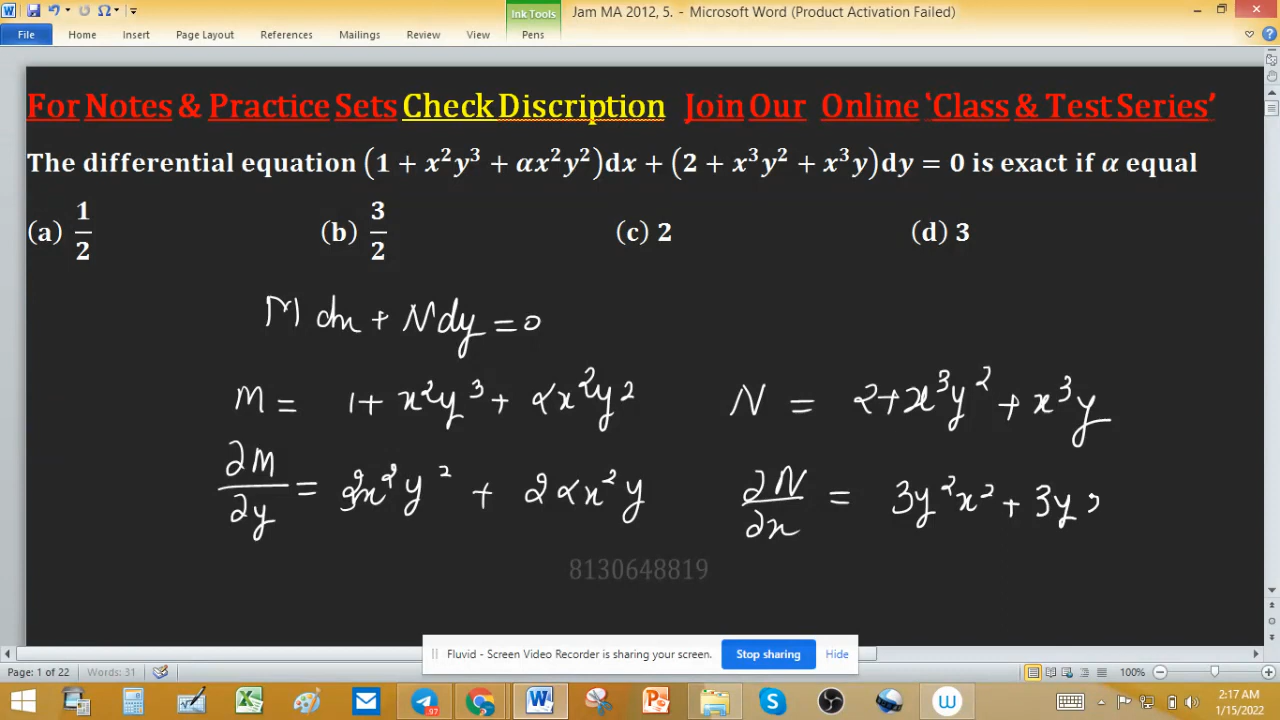 Ink Tools
Jam MA 2012, 5. - Microsoft Word (Product Activation Failed)
File Home Insert Page Layout References Mailings Review View Pens
For Notes & Practice Sets Check Discription Join Our Online ‘Class & Test Series’
The differential equation (1 + x²y³ + αx²y²)dx + (2 + x³y² + x³y)dy = 0 is exact if α equal
(a) 1/2 (b) 3/2 (c) 2 (d) 3
M dx + N dy = 0
M = 1 + x²y³ + αx²y² N = 2 + x³y² + x³y
∂M/∂y = 3x²y² + 2αx²y ∂N/∂x = 3y²x² + 3y
8130648819
Fluvid - Screen Video Recorder is sharing your screen. Stop sharing Hide
Page: 1 of 22 Words: 31 100%
97
2:17 AM
1/15/2022